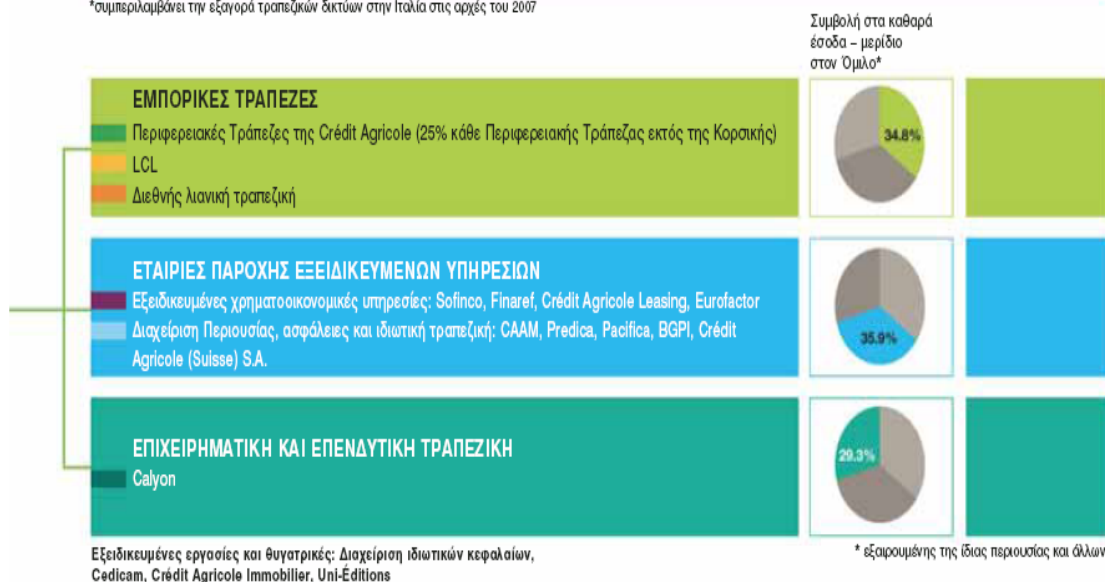 *συμπεριλαμβάνει την εξαγορά τραπεζικών δικτύων στην Ιταλία στις αρχές του 2007
Συμβολή στα καθαρά
έσοδα – μερίδιο
στον Όμιλο*
ΕΜΠΟΡΙΚΕΣ ΤΡΑΠΕΖΕΣ
Περιφερειακές Τράπεζες της Crédit Agricole (25% κάθε Περιφερειακής Τράπεζας εκτός της Κορσικής)
LCL
Διεθνής λιανική τραπεζική
34.8%
ΕΤΑΙΡΙΕΣ ΠΑΡΟΧΗΣ ΕΞΕΙΔΙΚΕΥΜΕΝΩΝ ΥΠΗΡΕΣΙΩΝ
Εξειδικευμένες χρηματοοικονομικές υπηρεσίες: Sofinco, Finaref, Crédit Agricole Leasing, Eurofactor
Διαχείριση Περιουσίας, ασφάλειες και ιδιωτική τραπεζική: CAAM, Predica, Pacifica, BGPI, Crédit
Agricole (Suisse) S.A.
35.9%
ΕΠΙΧΕΙΡΗΜΑΤΙΚΗ ΚΑΙ ΕΠΕΝΔΥΤΙΚΗ ΤΡΑΠΕΖΙΚΗ
Calyon
29.3%
Εξειδικευμένες εργασίες και θυγατρικές: Διαχείριση ιδιωτικών κεφαλαίων,
Cedicam, Crédit Agricole Immobilier, Uni-Éditions
* εξαιρουμένης της ίδιας περιουσίας και άλλων